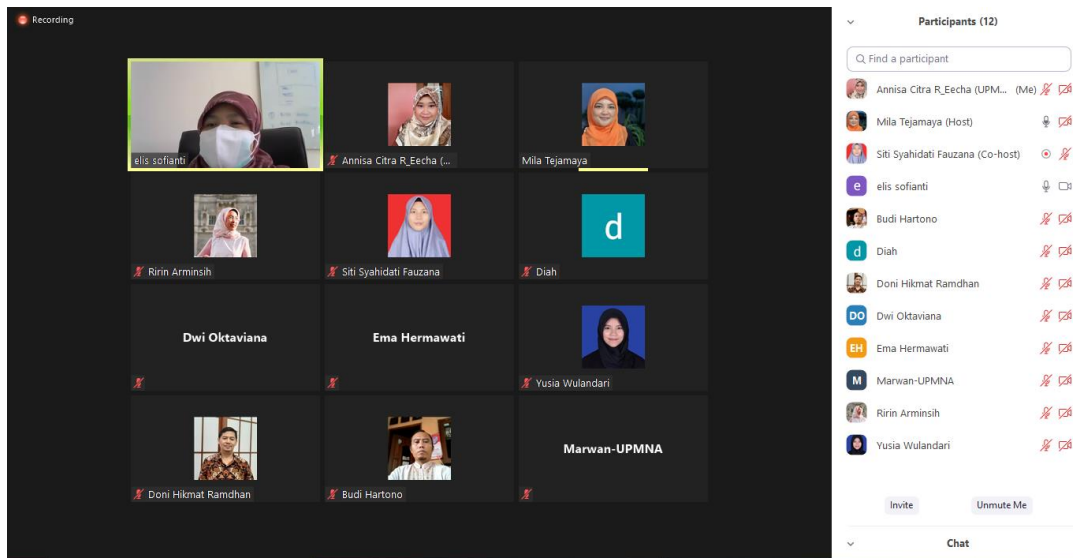 Recording
elis sofianti
Annisa Citra R_Eecha (...
Mila Tejamaya
Ririn Arminsih
Siti Syahidati Fauzana
d
Diah
Dwi Oktaviana
Ema Hermawati
Yusia Wulandari
Doni Hikmat Ramdhan
Budi Hartono
Marwan-UPMNA
Participants (12)
Find a participant
Annisa Citra R_Eecha (UPM... (Me)
Mila Tejamaya (Host)
Siti Syahidati Fauzana (Co-host)
e elis sofianti
Budi Hartono
d Diah
Doni Hikmat Ramdhan
DO Dwi Oktaviana
EH Ema Hermawati
M Marwan-UPMNA
Ririn Arminsih
Yusia Wulandari
Invite Unmute Me
Chat